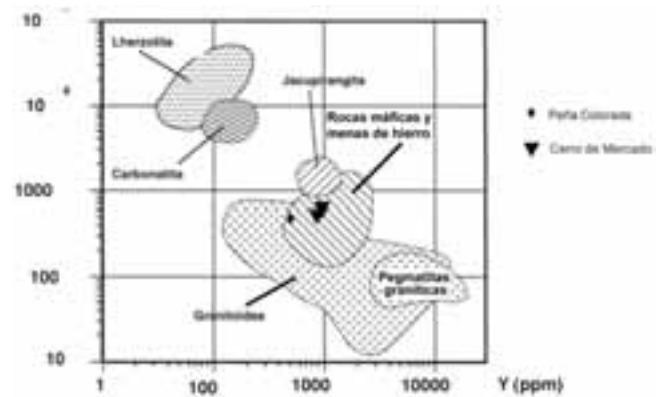 10
Lherzolita
Jacupirangita
10
4
Rocas máficas y
menas de hierro
Peña Colorada
Cerro de Mercado
Carbonatita
1000
100
Pegmatitas
graníticas
Granitoides
10
1
100
1000
10000
Y (ppm)